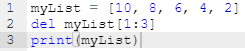 1 myList = [10, 8, 6, 4, 2]
2 del myList[1:3]
3 print(myList)